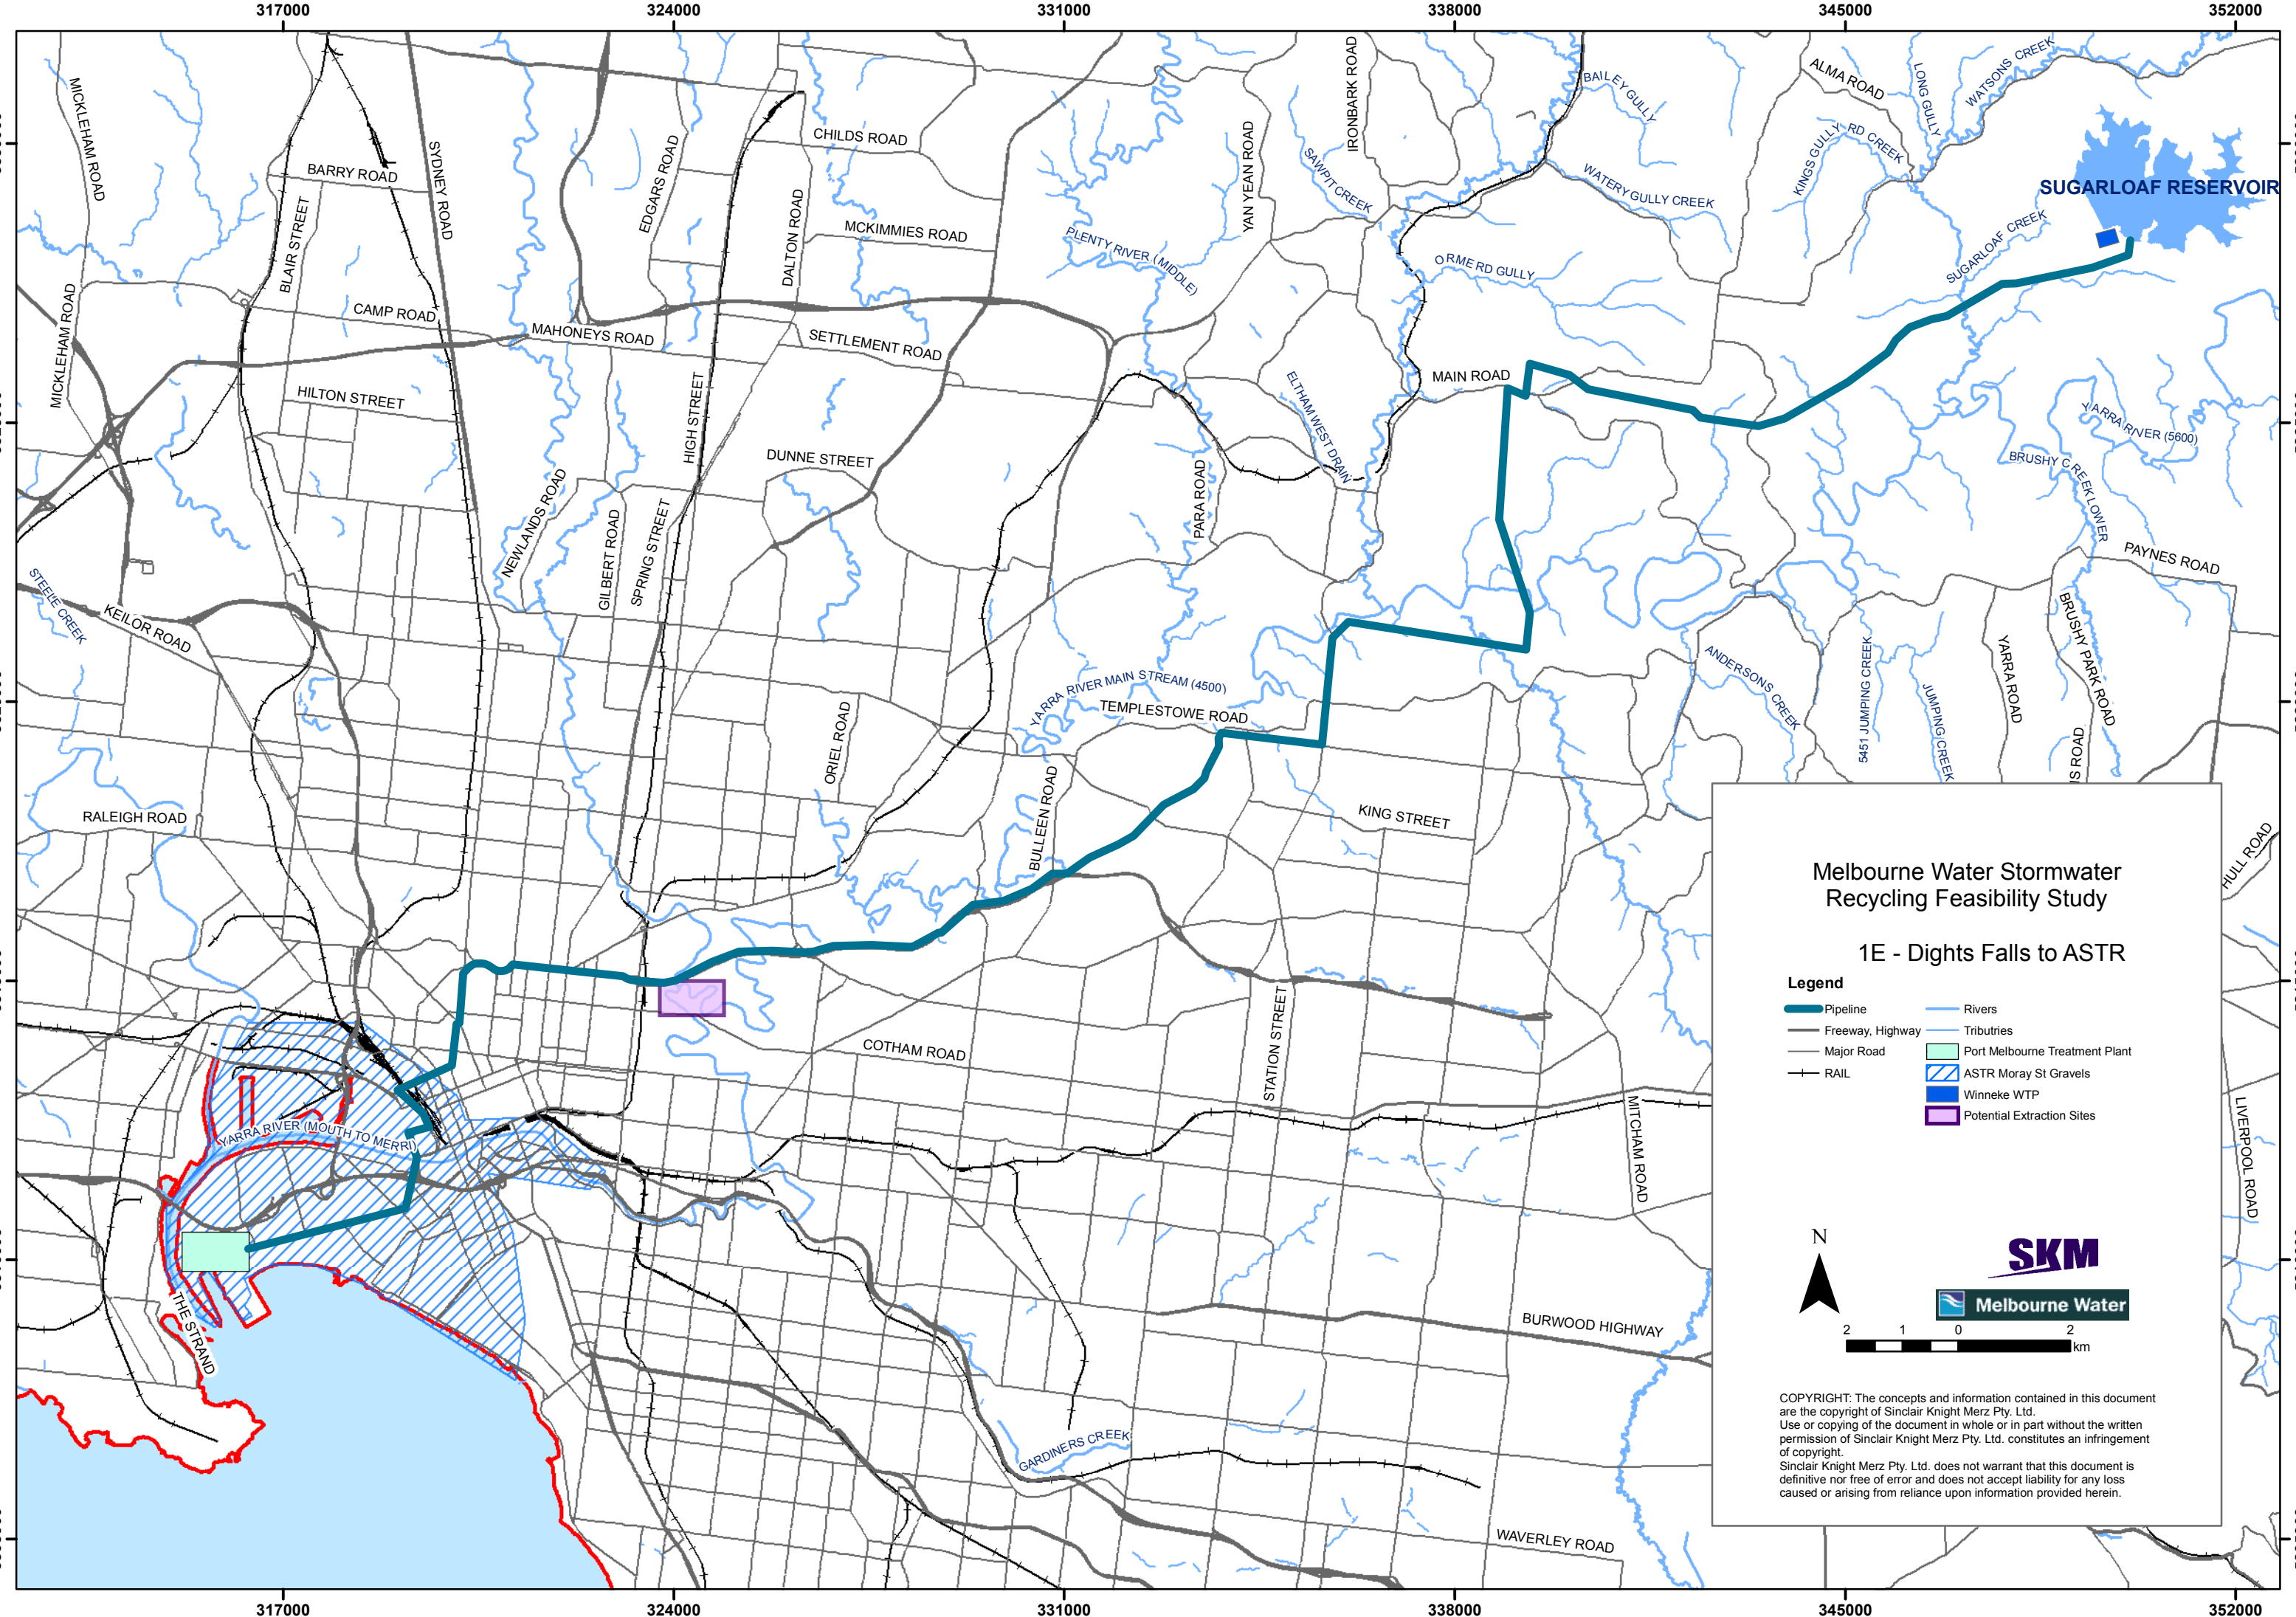 317000
324000
331000
338000
345000
352000
MICKLEHAM ROAD
BARRY ROAD
SYDNEY ROAD
BLAIR STREET
EDGARS ROAD
CHILDS ROAD
DALTON ROAD
MCKIMMIES ROAD
YAN YEAN ROAD
IRONBARK ROAD
SAWPIT CREEK
PLENTY RIVER (MIDDLE)
BAILEY GULLY
WATERY GULLY CREEK
ALMA ROAD
LONG GULLY
WATSONS CREEK
KINGS GULLY RD CREEK
SUGARLOAF RESERVOIR
SUGARLOAF CREEK
ORMERD GULLY
MICKLEHAM ROAD
CAMP ROAD
MAHONEYS ROAD
SETTLEMENT ROAD
HILTON STREET
HIGH STREET
DUNNE STREET
ELTHAM WEST DRAIN
MAIN ROAD
PARA ROAD
YARRA RIVER (5600)
BRUSHY CREEK LOWER
PAYNES ROAD
NEWLANDS ROAD
GILBERT ROAD
SPRING STREET
STEELE CREEK
KEILOR ROAD
ORIEL ROAD
YARRA RIVER MAIN STREAM (4500)
TEMPLESTOWE ROAD
ANDERSONS CREEK
5451 JUMPING CREEK
JUMPING CREEK
YARRA ROAD
BRUSHY PARK ROAD
IS ROAD
RALEIGH ROAD
BULLEEN ROAD
KING STREET
HULL ROAD
COTHAM ROAD
STATION STREET
MITCHAM ROAD
LIVERPOOL ROAD
YARRA RIVER (MOUTH TO MERRI)
THE STRAND
BURWOOD HIGHWAY
GARDINERS CREEK
WAVERLEY ROAD
Melbourne Water Stormwater
Recycling Feasibility Study
1E - Dights Falls to ASTR
Legend
Pipeline
Freeway, Highway
Major Road
RAIL
Rivers
Tributries
Port Melbourne Treatment Plant
ASTR Moray St Gravels
Winneke WTP
Potential Extraction Sites
N
SKM
Melbourne Water
2 1 0 2
km
COPYRIGHT: The concepts and information contained in this document
are the copyright of Sinclair Knight Merz Pty. Ltd.
Use or copying of the document in whole or in part without the written
permission of Sinclair Knight Merz Pty. Ltd. constitutes an infringement
of copyright.
Sinclair Knight Merz Pty. Ltd. does not warrant that this document is
definitive nor free of error and does not accept liability for any loss
caused or arising from reliance upon information provided herein.
317000
324000
331000
338000
345000
352000